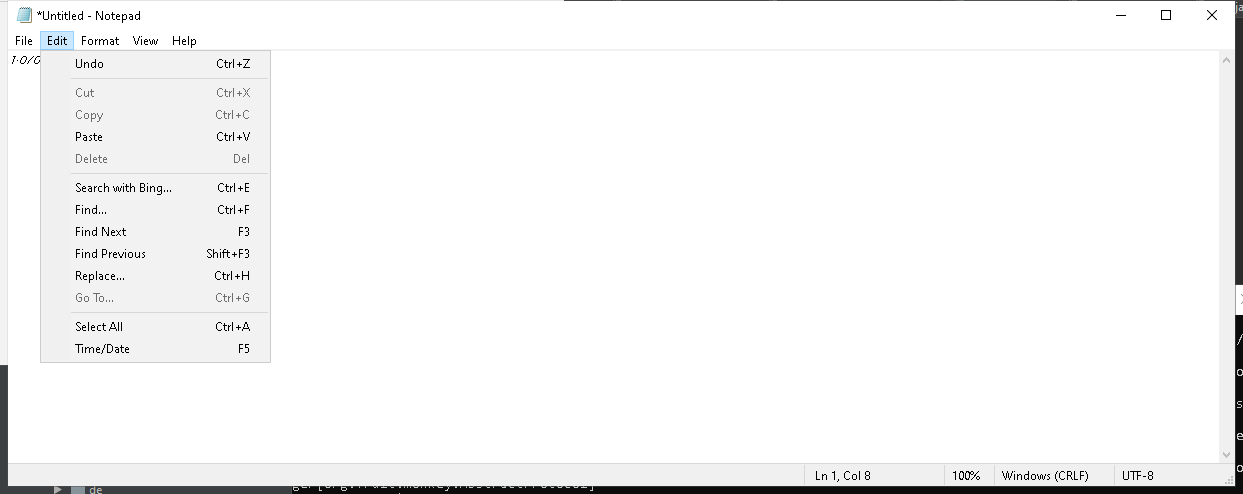 *Untitled - Notepad
File Edit Format View Help
Undo Ctrl+Z
Cut Ctrl+X
Copy Ctrl+C
Paste Ctrl+V
Delete Del
Search with Bing... Ctrl+E
Find... Ctrl+F
Find Next F3
Find Previous Shift+F3
Replace... Ctrl+H
Go To... Ctrl+G
Select All Ctrl+A
Time/Date F5
Ln 1, Col 8 100% Windows (CRLF) UTF-8
de